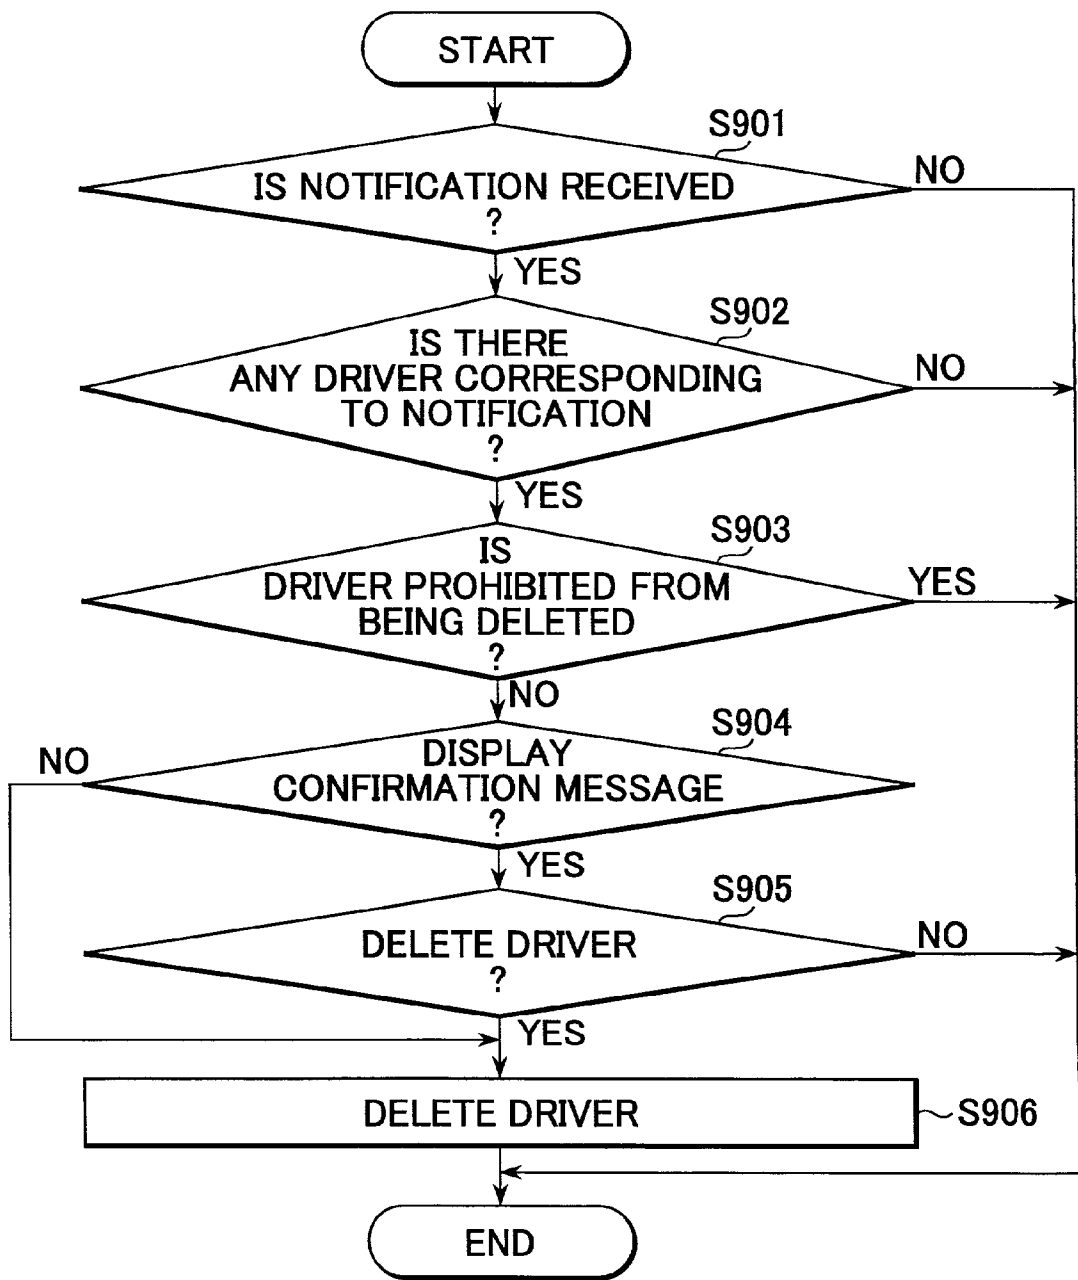 START
S901
IS NOTIFICATION RECEIVED
?
NO
YES
S902
IS THERE
ANY DRIVER CORRESPONDING
TO NOTIFICATION
?
NO
YES
S903
IS
DRIVER PROHIBITED FROM
BEING DELETED
?
YES
NO
S904
DISPLAY
CONFIRMATION MESSAGE
?
NO
YES
S905
DELETE DRIVER
?
NO
YES
DELETE DRIVER
S906
END